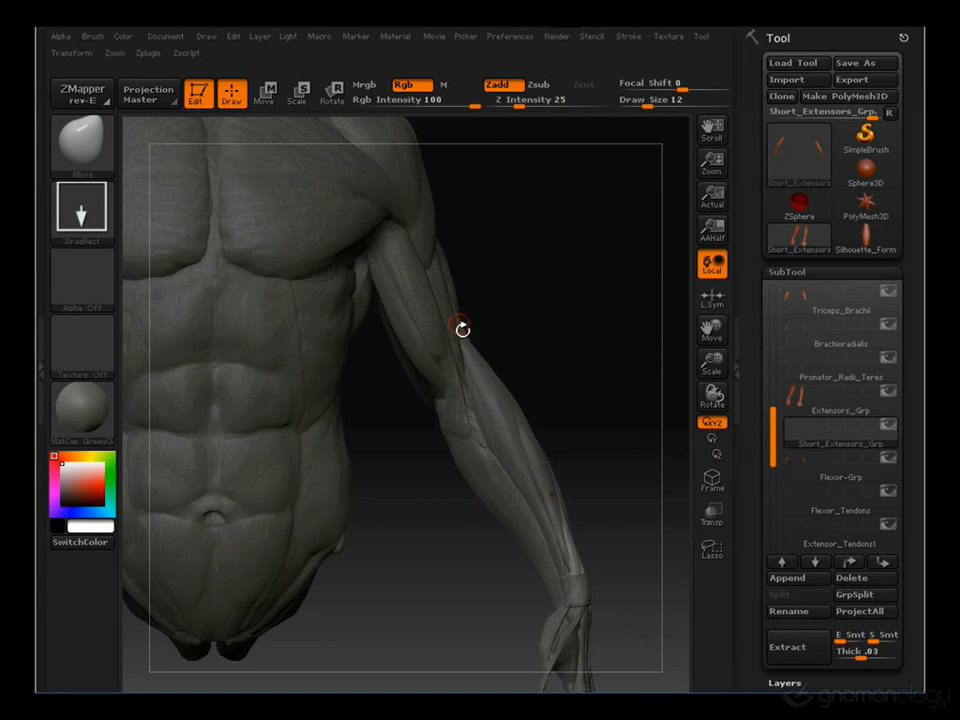 Alpha Brush Color Document Draw Edit Layer Light Macro Marker Material Movie Picker Preferences Render Stencil Stroke Texture Tool
Transform Zoom Zplugin Zscript
ZMapper
rev-E
Projection
Master
Edit
Draw
Move
Scale
Rotate
Mrgb Rgb M
Rgb Intensity 100
Zadd Zsub Zcut
Z Intensity 25
Focal Shift 0
Draw Size 12
Move
DragRect
Alpha Off
Texture Off
MatCap_GreenCl
SwitchColor
Scroll
Zoom
Actual
AAHalf
Local
L.Sym
Move
Scale
Rotate
XYZ
Frame
Transp
Lasso
Tool
Load Tool Save As
Import Export
Clone Make PolyMesh3D
Short_Extensors_Grp. R
Short_Extensors
SimpleBrush
Sphere3D
ZSphere
PolyMesh3D
Short_Extensors
Silhouette_Form
SubTool
Triceps_Brachii
Brachioradialis
Pronator_Radii_Teres
Extensors_Grp
Short_Extensors_Grp
Flexor-Grp
Flexor_Tendons
Extensor_Tendons1
Append Delete
Split GrpSplit
Rename ProjectAll
Extract
E Smt S Smt
Thick .03
Layers
gnomonology